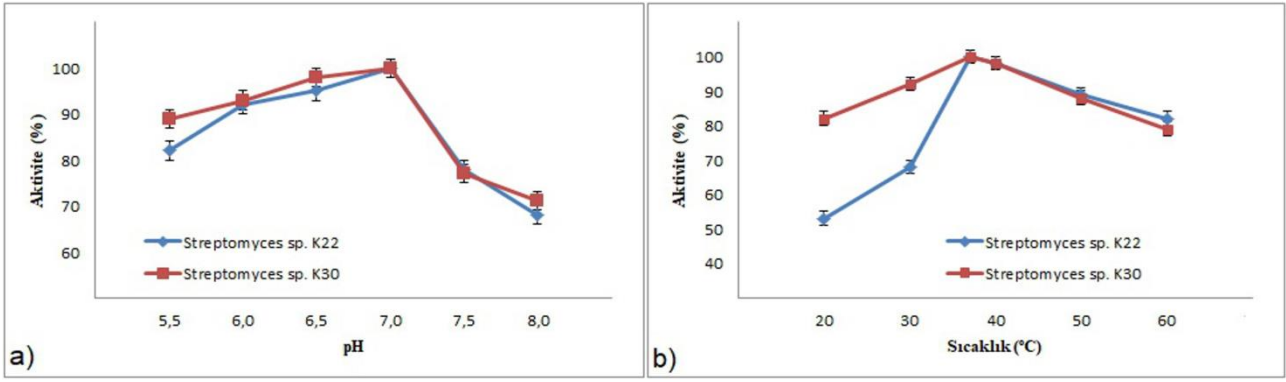 100
90
80
70
60
Aktivite (%)
Streptomyces sp. K22
Streptomyces sp. K30
5,5 6,0 6,5 7,0 7,5 8,0
pH
a)
100
90
80
70
60
50
40
Aktivite (%)
Streptomyces sp. K22
Streptomyces sp. K30
20 30 40 50 60
Sıcaklık (°C)
b)